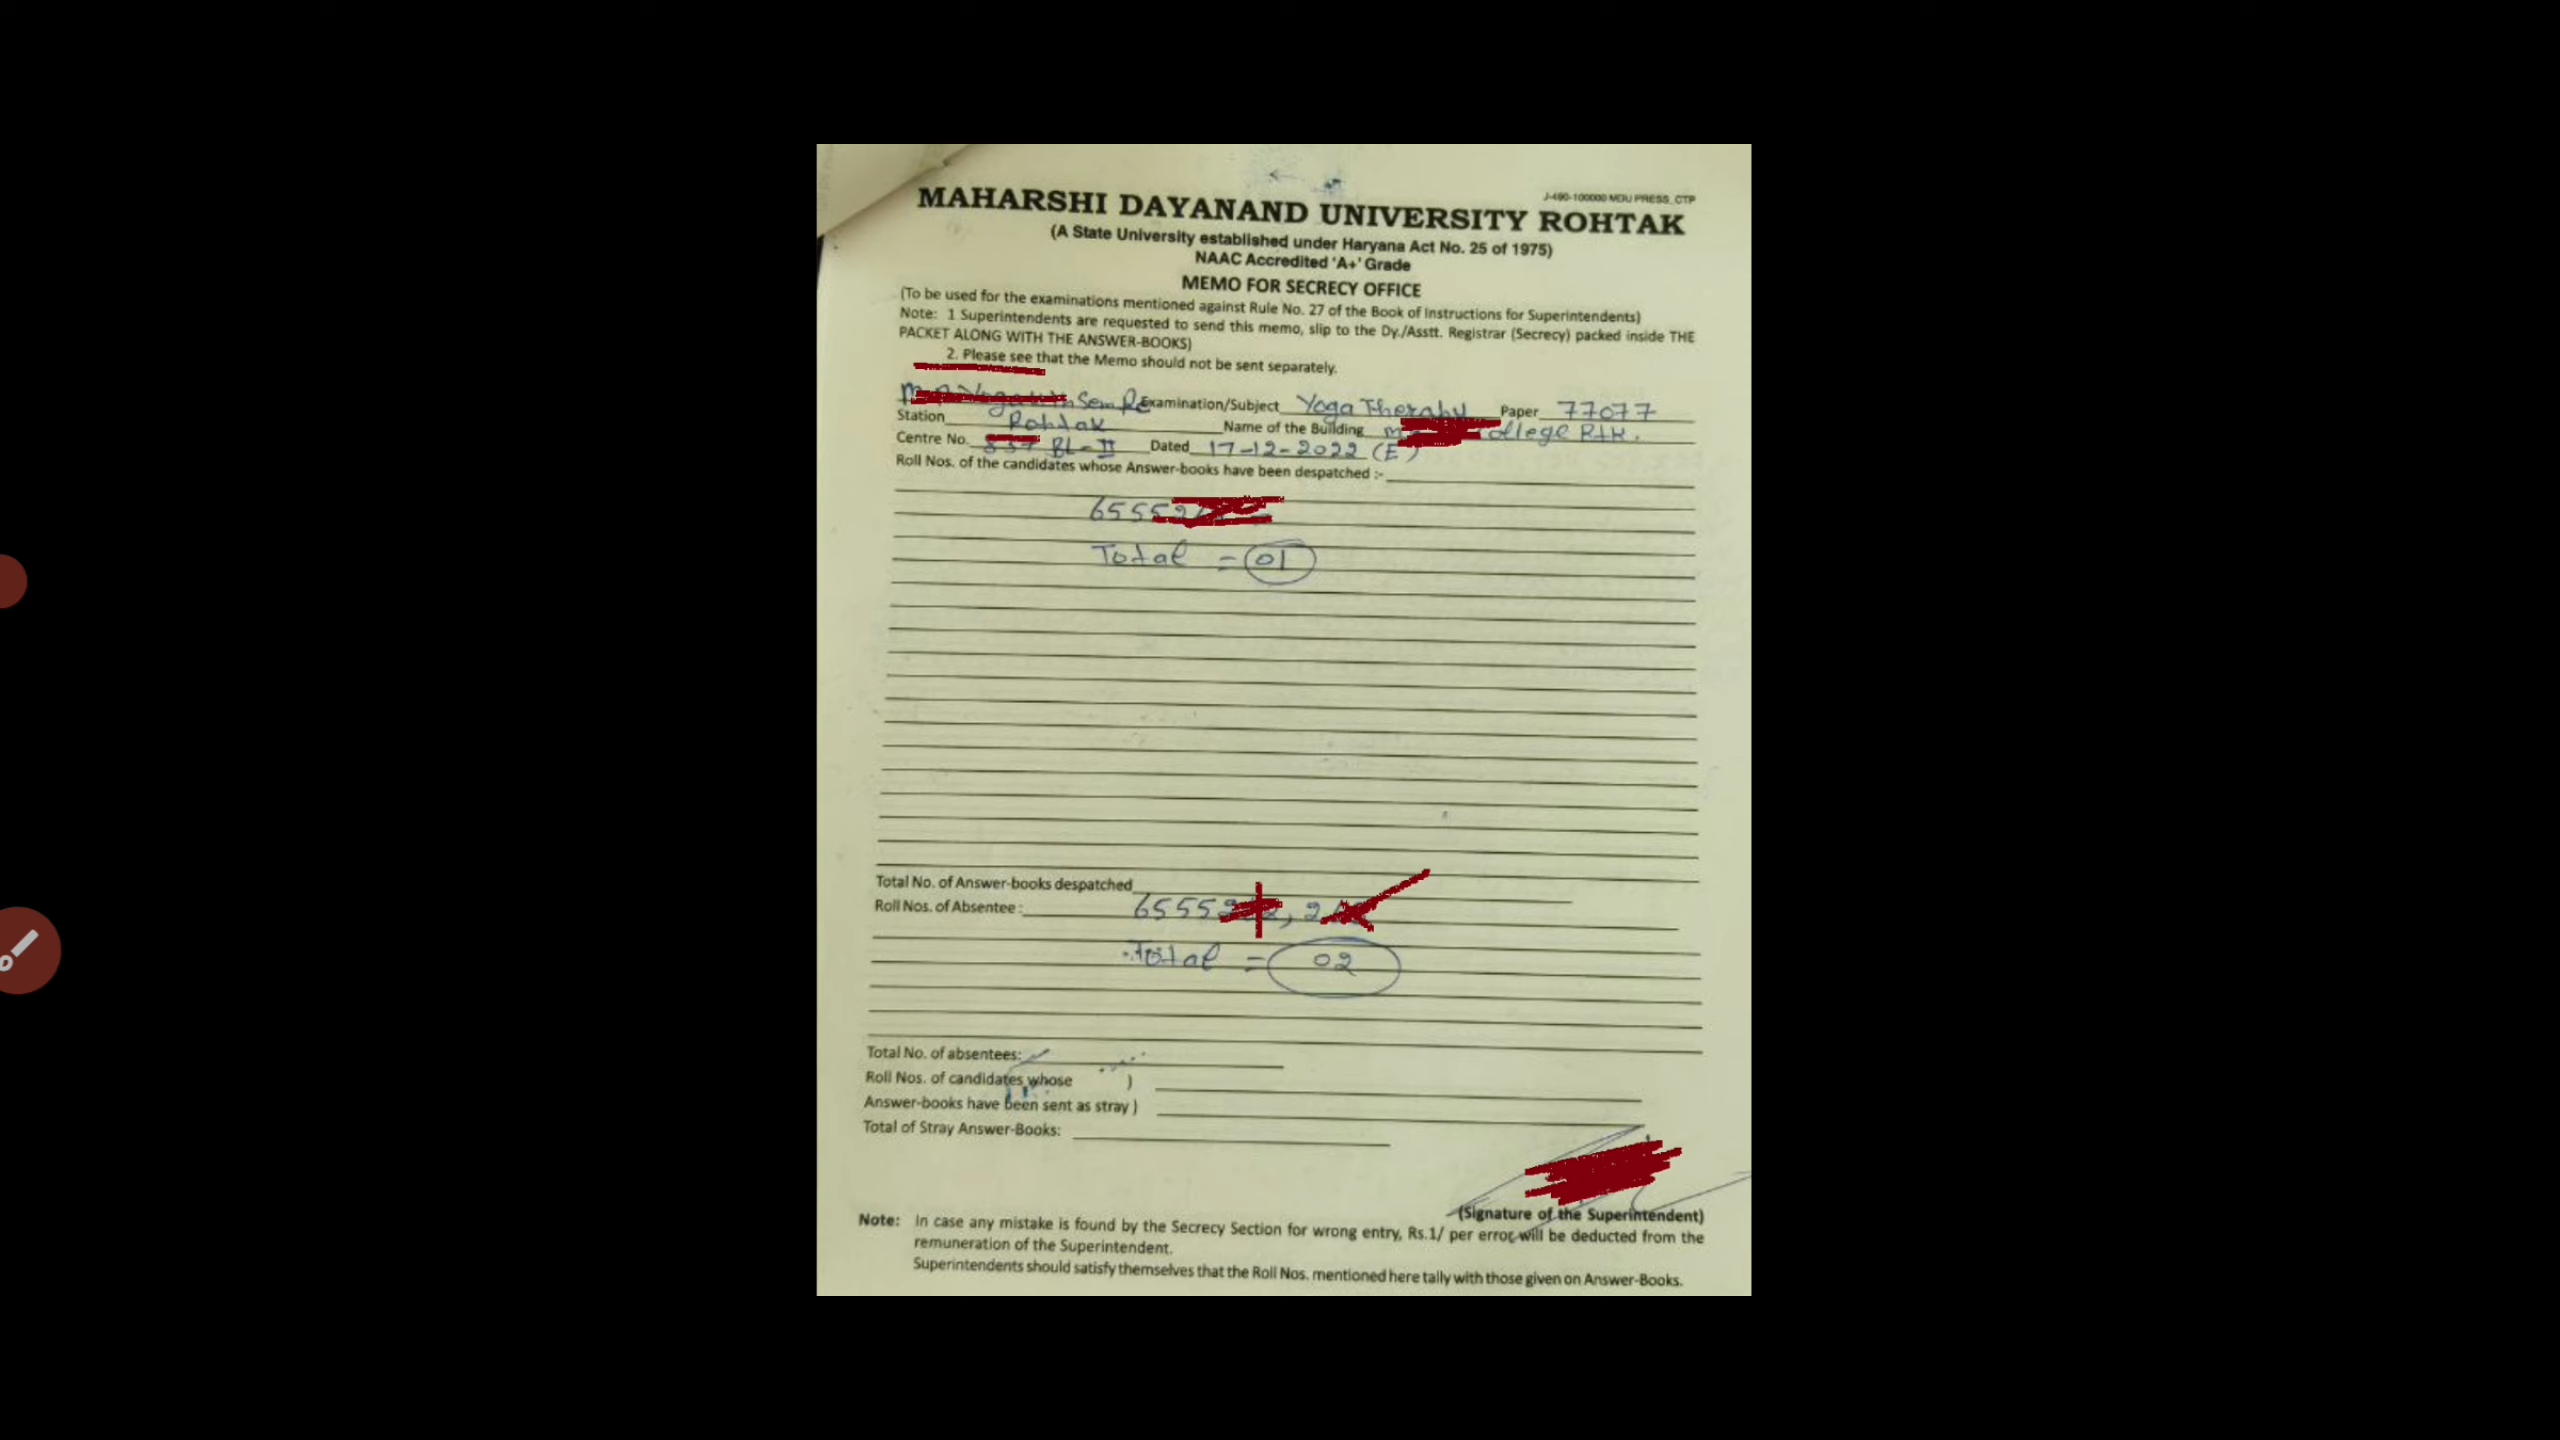 J-490-100000 MDU PRESS_CTP
MAHARSHI DAYANAND UNIVERSITY ROHTAK
(A State University established under Haryana Act No. 25 of 1975)
NAAC Accredited 'A+' Grade
MEMO FOR SECRECY OFFICE
(To be used for the examinations mentioned against Rule No. 27 of the Book of Instructions for Superintendents)
Note: 1 Superintendents are requested to send this memo, slip to the Dy./Asstt. Registrar (Secrecy) packed inside THE
PACKET ALONG WITH THE ANSWER-BOOKS)
2. Please see that the Memo should not be sent separately.
Sem Re Examination/Subject Yoga Therapy Paper 77077
Station Rohtak Name of the Building College Rtk.
Centre No. BL-II Dated 17-12-2022 (E)
Roll Nos. of the candidates whose Answer-books have been despatched :-
6555
Total = 01
Total No. of Answer-books despatched
Roll Nos. of Absentee : 6555
Total = 02
Total No. of absentees:
Roll Nos. of candidates whose )
Answer-books have been sent as stray )
Total of Stray Answer-Books:
(Signature of the Superintendent)
Note: In case any mistake is found by the Secrecy Section for wrong entry, Rs.1/ per error will be deducted from the
remuneration of the Superintendent.
Superintendents should satisfy themselves that the Roll Nos. mentioned here tally with those given on Answer-Books.